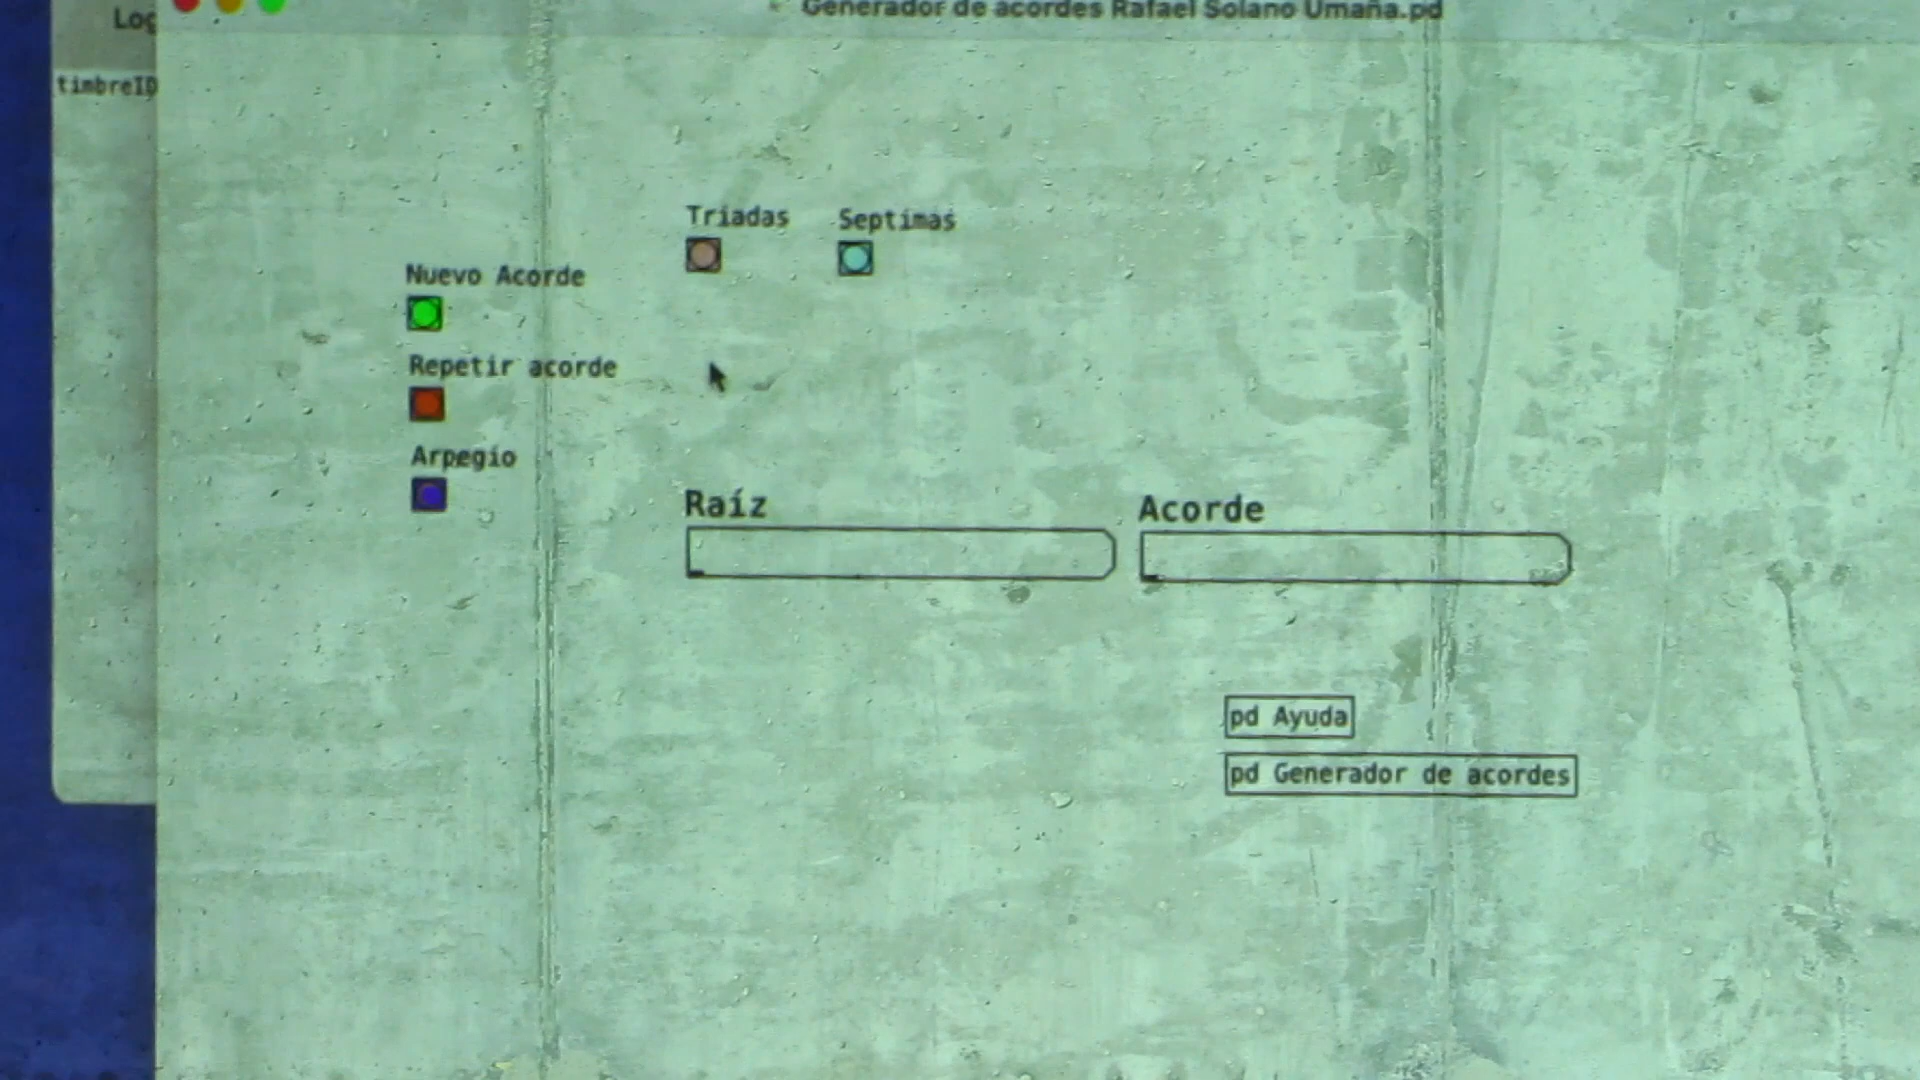 Generador de acordes Rafael Solano Umaña.pd
Log
timbreID
Triadas
Septimas
Nuevo Acorde
Repetir acorde
Arpegio
Raíz
Acorde
pd Ayuda
pd Generador de acordes